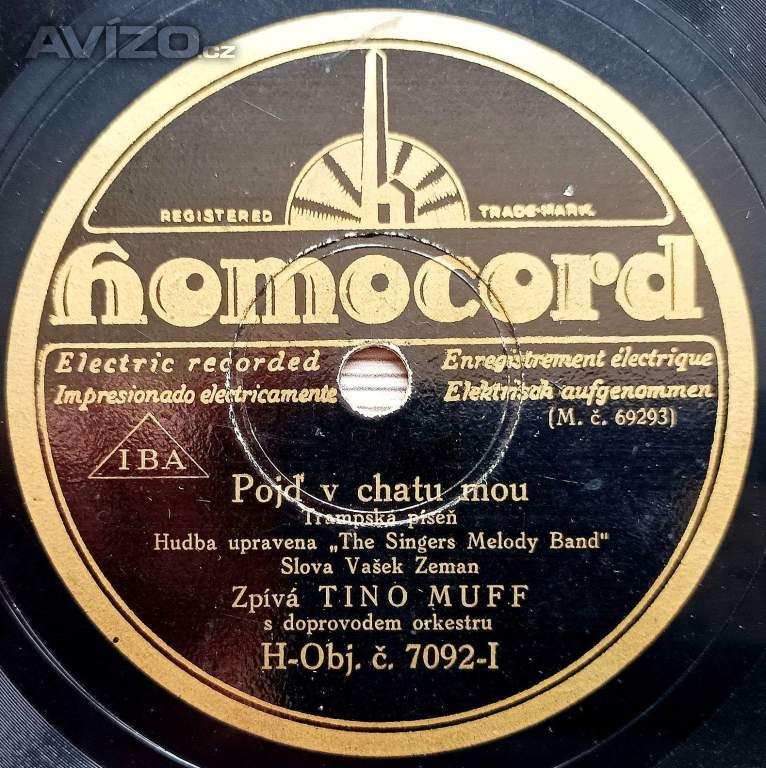 AVÍZO.cz
REGISTERED TRADE-MARK.
homocord
Electric recorded Enregistrement électrique
Impresionado electricamente Elektrisch aufgenommen
(M. č. 69293)
IBA
Pojď v chatu mou
Trampská píseň
Hudba upravena „The Singers Melody Band"
Slova Vašek Zeman
Zpívá TINO MUFF
s doprovodem orkestru
H-Obj. č. 7092-I